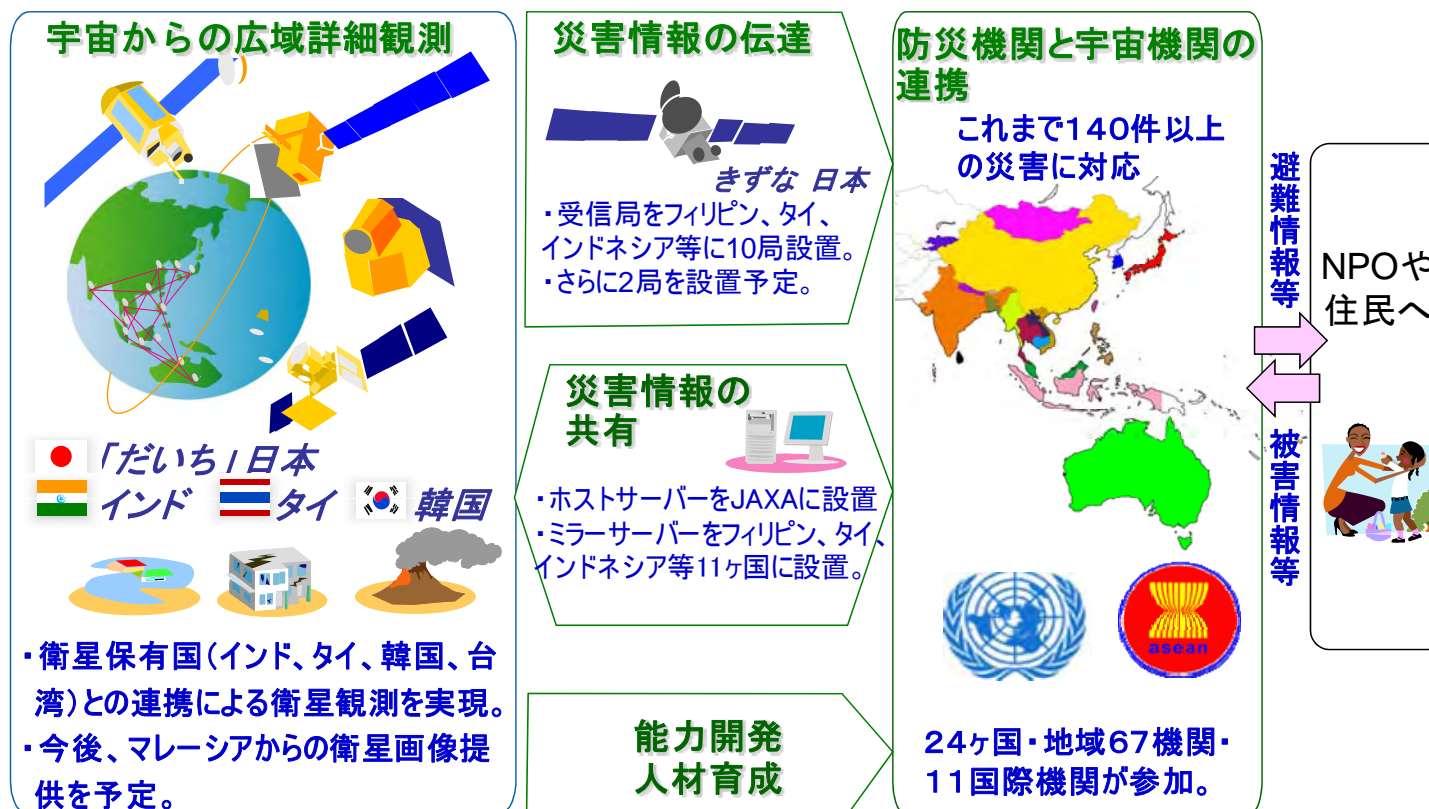 宇宙からの広域詳細観測
「だいち」日本
インド
タイ
韓国
・衛星保有国(インド、タイ、韓国、台
湾)との連携による衛星観測を実現。
・今後、マレーシアからの衛星画像提
供を予定。
災害情報の伝達
きずな 日本
・受信局をフィリピン、タイ、
インドネシア等に10局設置。
・さらに2局を設置予定。
災害情報の
共有
・ホストサーバーをJAXAに設置
・ミラーサーバーをフィリピン、タイ、
インドネシア等11ヶ国に設置。
能力開発
人材育成
防災機関と宇宙機関の
連携
これまで140件以上
の災害に対応
asean
24ヶ国・地域67機関・
11国際機関が参加。
避難情報等
被害情報等
NPOや
住民へ